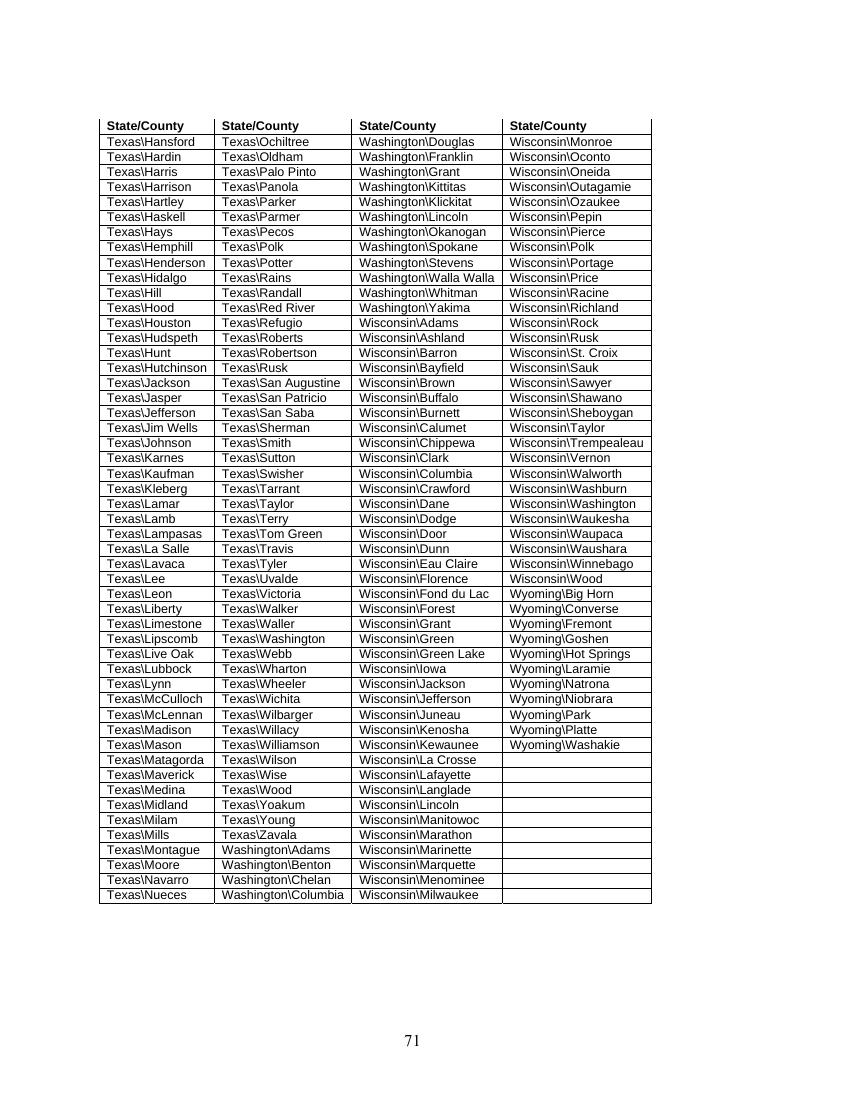 State/County State/County State/County State/County
Texas\Hansford Texas\Ochiltree Washington\Douglas Wisconsin\Monroe
Texas\Hardin Texas\Oldham Washington\Franklin Wisconsin\Oconto
Texas\Harris Texas\Palo Pinto Washington\Grant Wisconsin\Oneida
Texas\Harrison Texas\Panola Washington\Kittitas Wisconsin\Outagamie
Texas\Hartley Texas\Parker Washington\Klickitat Wisconsin\Ozaukee
Texas\Haskell Texas\Parmer Washington\Lincoln Wisconsin\Pepin
Texas\Hays Texas\Pecos Washington\Okanogan Wisconsin\Pierce
Texas\Hemphill Texas\Polk Washington\Spokane Wisconsin\Polk
Texas\Henderson Texas\Potter Washington\Stevens Wisconsin\Portage
Texas\Hidalgo Texas\Rains Washington\Walla Walla Wisconsin\Price
Texas\Hill Texas\Randall Washington\Whitman Wisconsin\Racine
Texas\Hood Texas\Red River Washington\Yakima Wisconsin\Richland
Texas\Houston Texas\Refugio Wisconsin\Adams Wisconsin\Rock
Texas\Hudspeth Texas\Roberts Wisconsin\Ashland Wisconsin\Rusk
Texas\Hunt Texas\Robertson Wisconsin\Barron Wisconsin\St. Croix
Texas\Hutchinson Texas\Rusk Wisconsin\Bayfield Wisconsin\Sauk
Texas\Jackson Texas\San Augustine Wisconsin\Brown Wisconsin\Sawyer
Texas\Jasper Texas\San Patricio Wisconsin\Buffalo Wisconsin\Shawano
Texas\Jefferson Texas\San Saba Wisconsin\Burnett Wisconsin\Sheboygan
Texas\Jim Wells Texas\Sherman Wisconsin\Calumet Wisconsin\Taylor
Texas\Johnson Texas\Smith Wisconsin\Chippewa Wisconsin\Trempealeau
Texas\Karnes Texas\Sutton Wisconsin\Clark Wisconsin\Vernon
Texas\Kaufman Texas\Swisher Wisconsin\Columbia Wisconsin\Walworth
Texas\Kleberg Texas\Tarrant Wisconsin\Crawford Wisconsin\Washburn
Texas\Lamar Texas\Taylor Wisconsin\Dane Wisconsin\Washington
Texas\Lamb Texas\Terry Wisconsin\Dodge Wisconsin\Waukesha
Texas\Lampasas Texas\Tom Green Wisconsin\Door Wisconsin\Waupaca
Texas\La Salle Texas\Travis Wisconsin\Dunn Wisconsin\Waushara
Texas\Lavaca Texas\Tyler Wisconsin\Eau Claire Wisconsin\Winnebago
Texas\Lee Texas\Uvalde Wisconsin\Florence Wisconsin\Wood
Texas\Leon Texas\Victoria Wisconsin\Fond du Lac Wyoming\Big Horn
Texas\Liberty Texas\Walker Wisconsin\Forest Wyoming\Converse
Texas\Limestone Texas\Waller Wisconsin\Grant Wyoming\Fremont
Texas\Lipscomb Texas\Washington Wisconsin\Green Wyoming\Goshen
Texas\Live Oak Texas\Webb Wisconsin\Green Lake Wyoming\Hot Springs
Texas\Lubbock Texas\Wharton Wisconsin\Iowa Wyoming\Laramie
Texas\Lynn Texas\Wheeler Wisconsin\Jackson Wyoming\Natrona
Texas\McCulloch Texas\Wichita Wisconsin\Jefferson Wyoming\Niobrara
Texas\McLennan Texas\Wilbarger Wisconsin\Juneau Wyoming\Park
Texas\Madison Texas\Willacy Wisconsin\Kenosha Wyoming\Platte
Texas\Mason Texas\Williamson Wisconsin\Kewaunee Wyoming\Washakie
Texas\Matagorda Texas\Wilson Wisconsin\La Crosse
Texas\Maverick Texas\Wise Wisconsin\Lafayette
Texas\Medina Texas\Wood Wisconsin\Langlade
Texas\Midland Texas\Yoakum Wisconsin\Lincoln
Texas\Milam Texas\Young Wisconsin\Manitowoc
Texas\Mills Texas\Zavala Wisconsin\Marathon
Texas\Montague Washington\Adams Wisconsin\Marinette
Texas\Moore Washington\Benton Wisconsin\Marquette
Texas\Navarro Washington\Chelan Wisconsin\Menominee
Texas\Nueces Washington\Columbia Wisconsin\Milwaukee
71